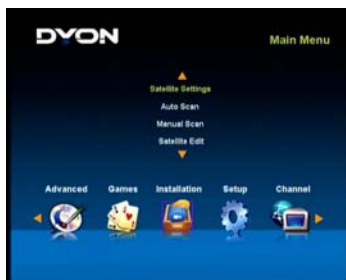 DYON
Main Menu
Satellite Settings
Auto Scan
Manual Scan
Satellite Edit
Advanced Games Installation Setup Channel